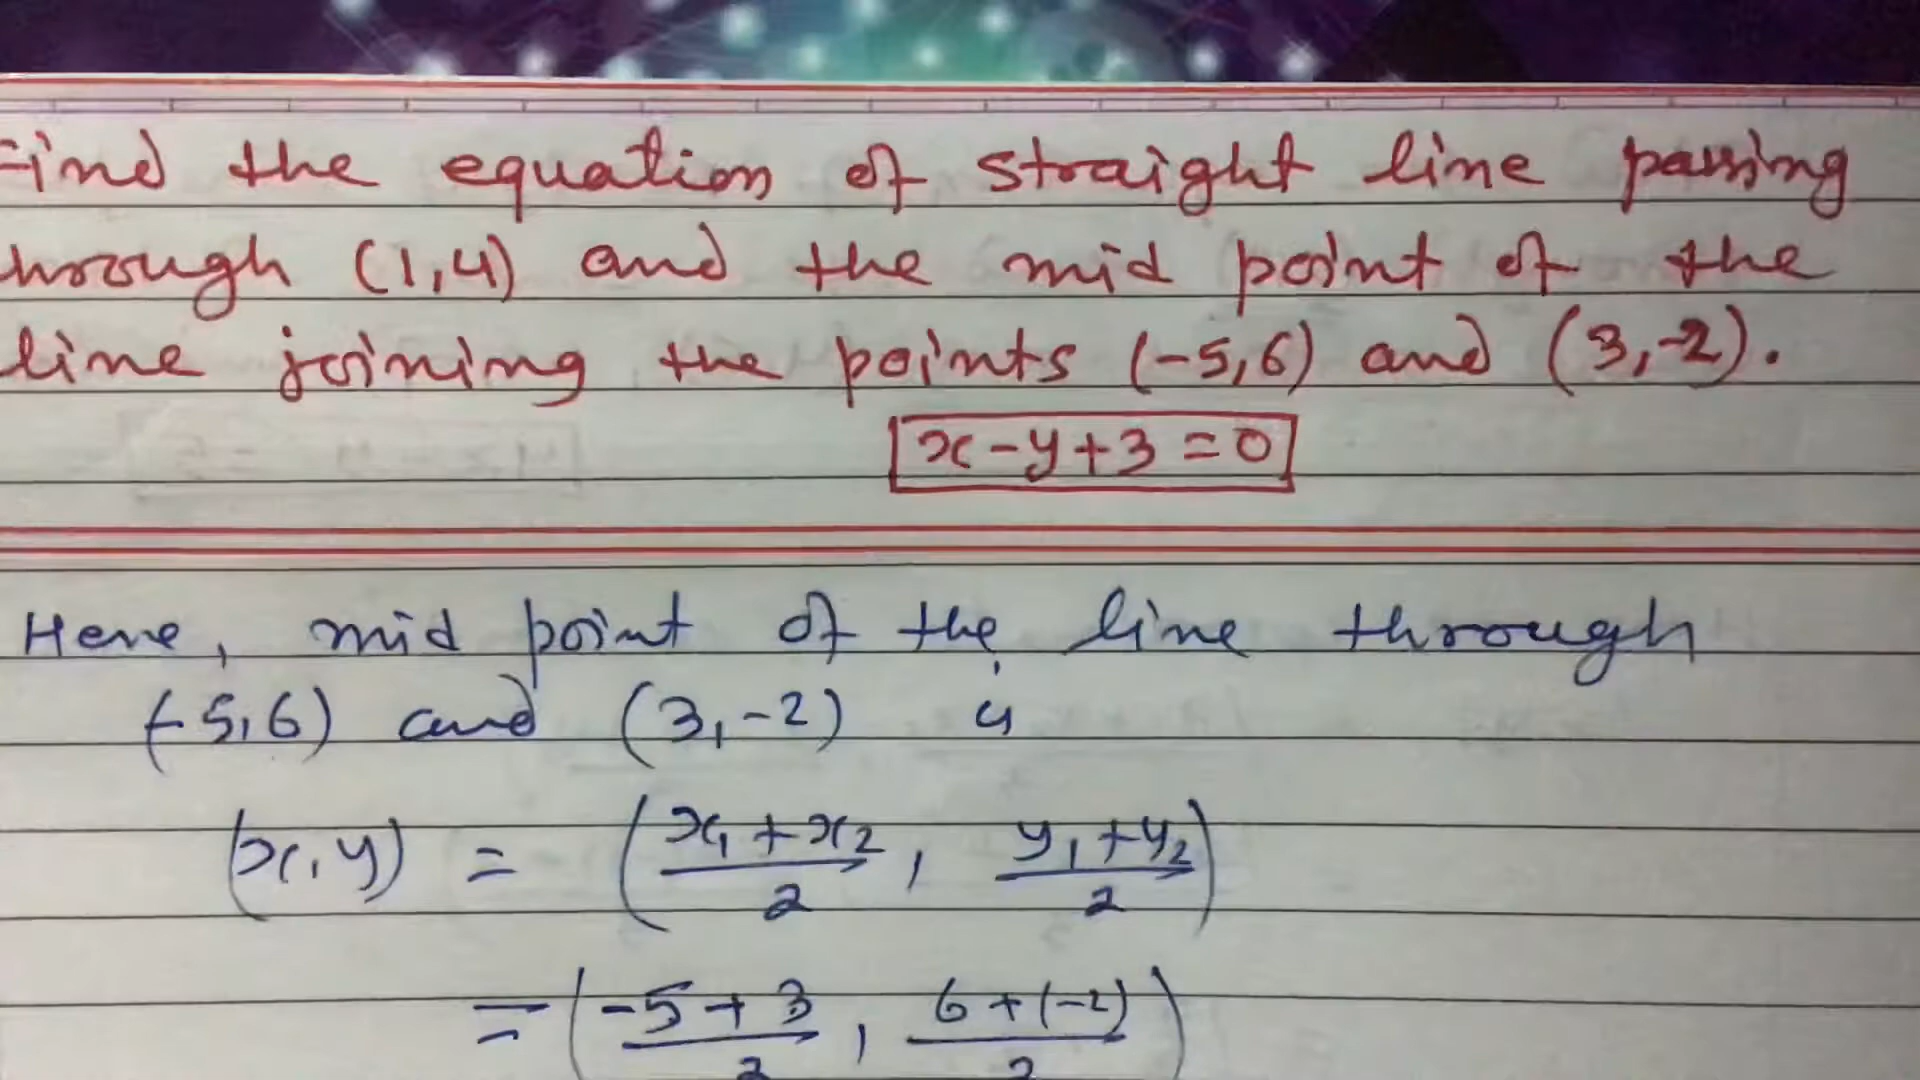 Find the equation of straight line passing
through (1,4) and the mid point of the
line joining the points (-5,6) and (3,-2).
x-y+3=0
Here, mid point of the line through
(-5,6) and (3,-2) is
(x,y) = (x₁+x₂/2, y₁+y₂/2)
= (-5+3/2, 6+(-2)/2)